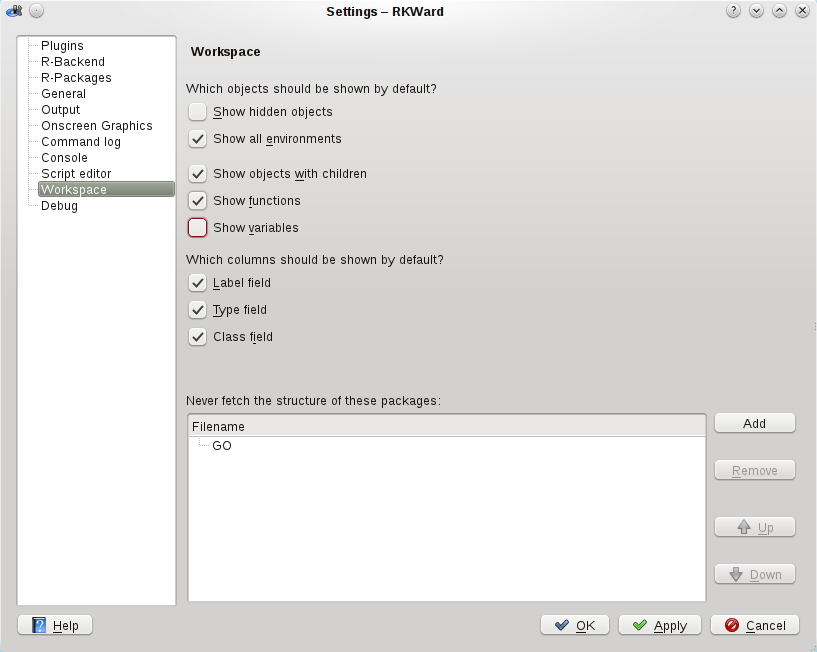 Settings – RKWard
Plugins
R-Backend
R-Packages
General
Output
Onscreen Graphics
Command log
Console
Script editor
Workspace
Debug
Workspace
Which objects should be shown by default?
Show hidden objects
Show all environments
Show objects with children
Show functions
Show variables
Which columns should be shown by default?
Label field
Type field
Class field
Never fetch the structure of these packages:
Filename
GO
Add
Remove
Up
Down
Help
OK
Apply
Cancel